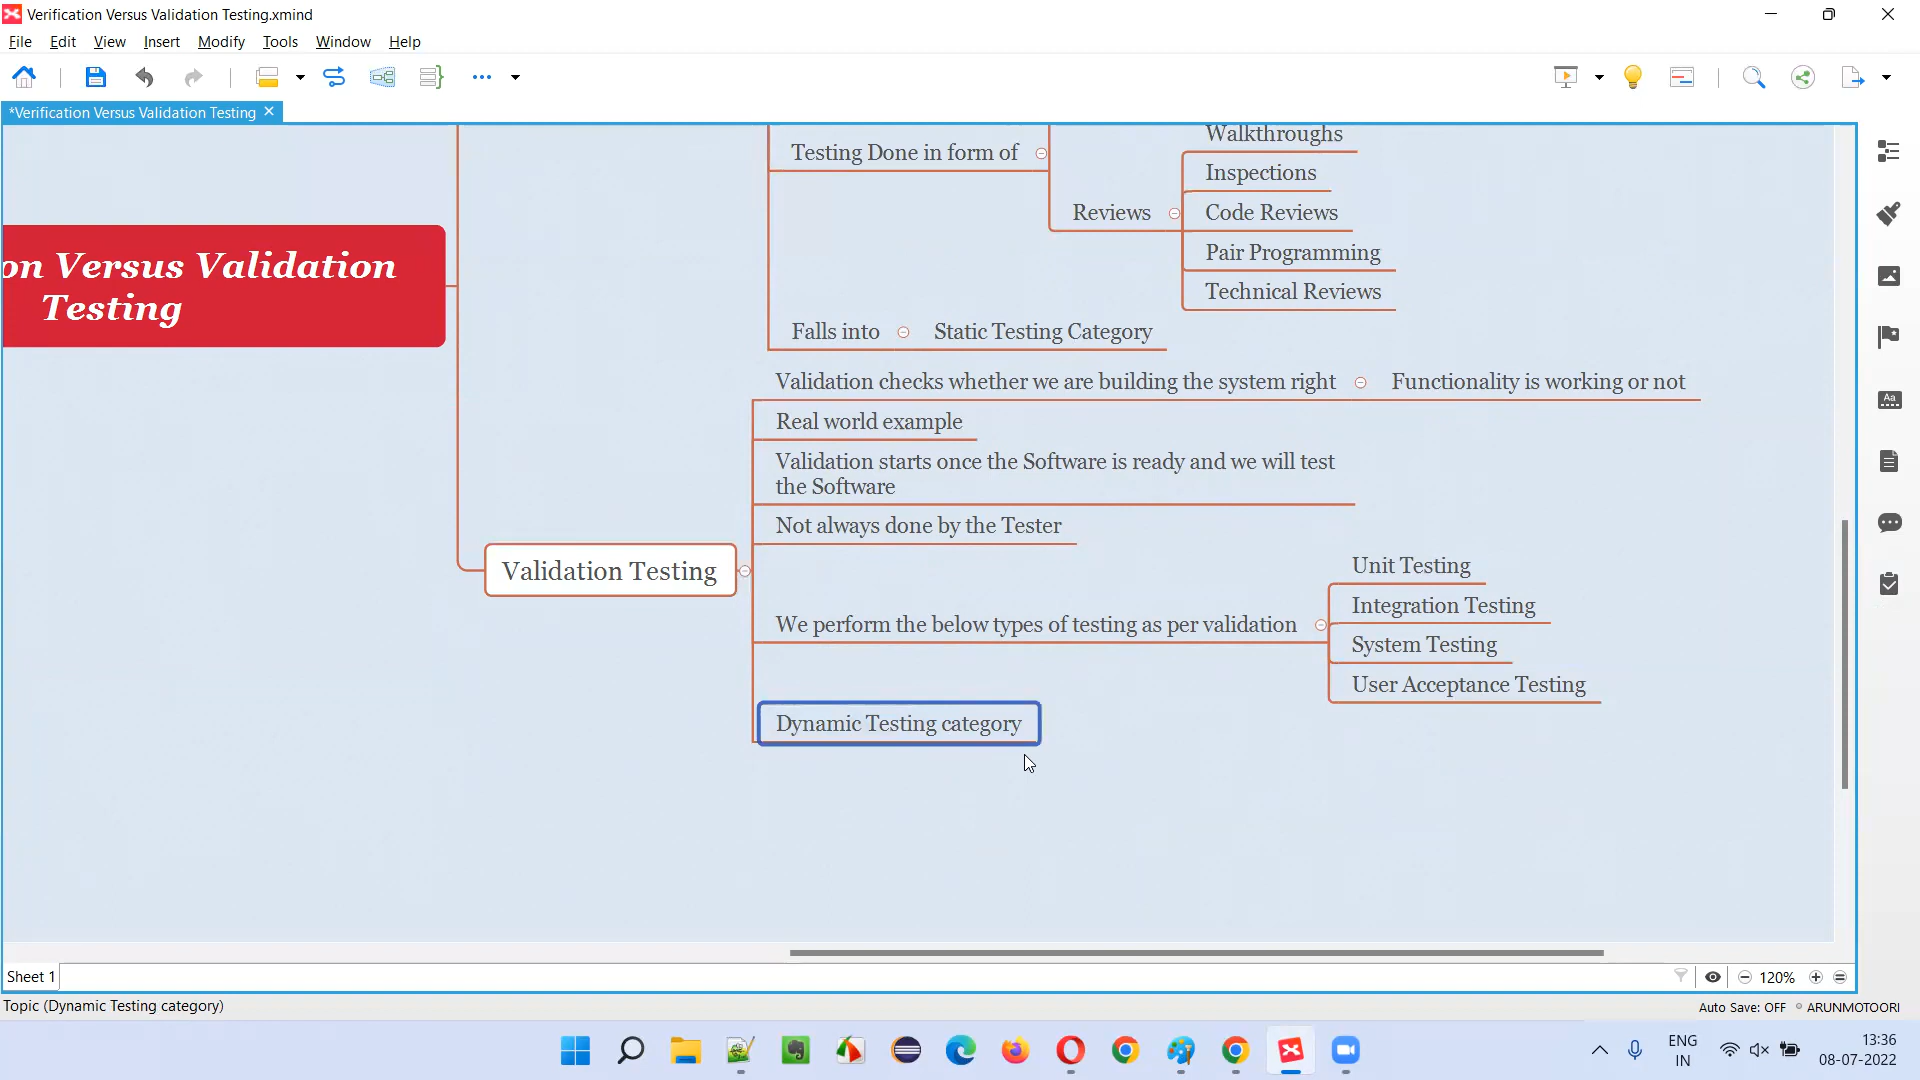 Verification Versus Validation Testing.xmind
File Edit View Insert Modify Tools Window Help
*Verification Versus Validation Testing
Walkthroughs
Testing Done in form of
Inspections
Reviews
Code Reviews
Pair Programming
Technical Reviews
on Versus Validation
Testing
Falls into
Static Testing Category
Validation checks whether we are building the system right
Functionality is working or not
Real world example
Validation starts once the Software is ready and we will test
the Software
Not always done by the Tester
Validation Testing
Unit Testing
Integration Testing
We perform the below types of testing as per validation
System Testing
User Acceptance Testing
Dynamic Testing category
Aa
Sheet 1
120%
Topic (Dynamic Testing category)
Auto Save: OFF
ARUNMOTOORI
ENG
IN
13:36
08-07-2022